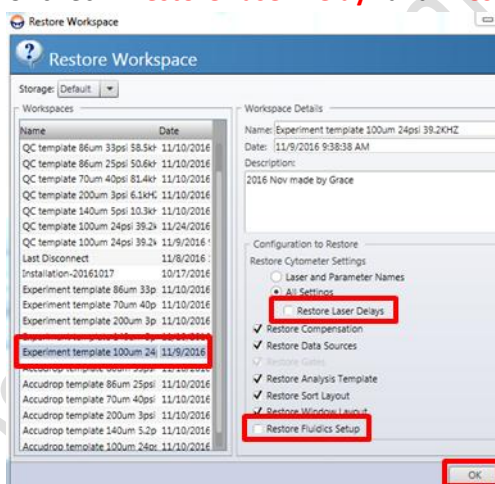 Restore Workspace
Restore Workspace
Storage: Default
Workspaces
Name Date
QC template 86um 33psi 58.5kH 11/10/2016
QC template 86um 25psi 50.6kH 11/10/2016
QC template 70um 40psi 81.4kH 11/10/2016
QC template 200um 3psi 6.1kHZ 11/10/2016
QC template 140um 5psi 10.3kH 11/10/2016
QC template 100um 24psi 39.2k 11/24/2016
QC template 100um 24psi 39.2k 11/9/2016
Last Disconnect 11/8/2016
Installation-20161017 10/17/2016
Experiment template 86um 33p 11/10/2016
Experiment template 70um 40p 11/10/2016
Experiment template 200um 3p 11/10/2016
Experiment template 100um 24 11/9/2016
Accudrop template 86um 25psi 11/10/2016
Accudrop template 70um 40psi 11/10/2016
Accudrop template 200um 3psi 11/10/2016
Accudrop template 140um 5.2p 11/10/2016
Accudrop template 100um 24ps 11/10/2016
Workspace Details
Name: Experiment template 100um 24psi 39.2KHZ
Date: 11/9/2016 9:38:38 AM
Description:
2016 Nov made by Grace
Configuration to Restore
Restore Cytometer Settings
Laser and Parameter Names
All Settings
Restore Laser Delays
Restore Compensation
Restore Data Sources
Restore Gates
Restore Analysis Template
Restore Sort Layout
Restore Window Layout
Restore Fluidics Setup
OK